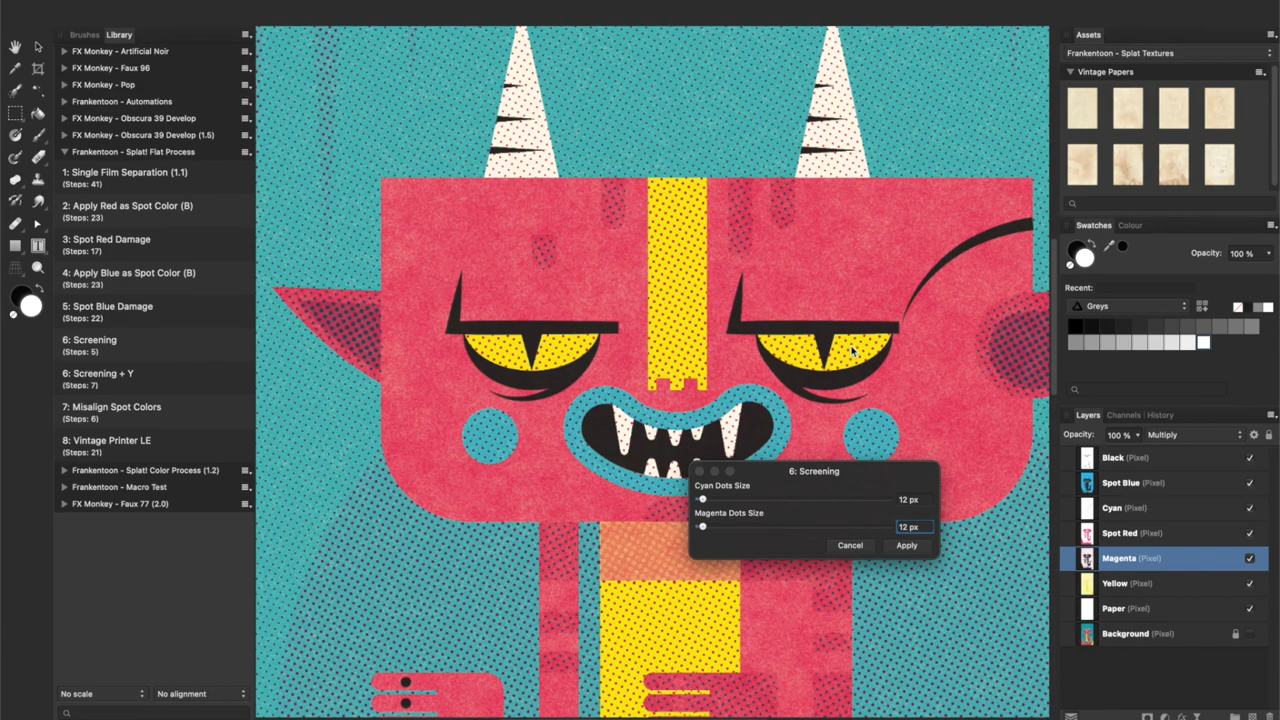 Brushes
Library
FX Monkey - Artificial Noir
FX Monkey - Faux 96
FX Monkey - Pop
Frankentoon - Automations
FX Monkey - Obscura 39 Develop
FX Monkey - Obscura 39 Develop (1.5)
Frankentoon - Splat! Flat Process
1: Single Film Separation (1.1)
(Steps: 41)
2: Apply Red as Spot Color (B)
(Steps: 23)
3: Spot Red Damage
(Steps: 17)
4: Apply Blue as Spot Color (B)
(Steps: 23)
5: Spot Blue Damage
(Steps: 22)
6: Screening
(Steps: 5)
6: Screening + Y
(Steps: 7)
7: Misalign Spot Colors
(Steps: 6)
8: Vintage Printer LE
(Steps: 21)
Frankentoon - Splat! Color Process (1.2)
Frankentoon - Macro Test
FX Monkey - Faux 77 (2.0)
No scale
No alignment
6: Screening
Cyan Dots Size
12 px
Magenta Dots Size
12 px
Cancel
Apply
Assets
Frankentoon - Splat Textures
Vintage Papers
Swatches
Colour
Opacity: 100 %
Recent:
Greys
Layers
Channels
History
Opacity: 100 %
Multiply
Black (Pixel)
Spot Blue (Pixel)
Cyan (Pixel)
Spot Red (Pixel)
Magenta (Pixel)
Yellow (Pixel)
Paper (Pixel)
Background (Pixel)